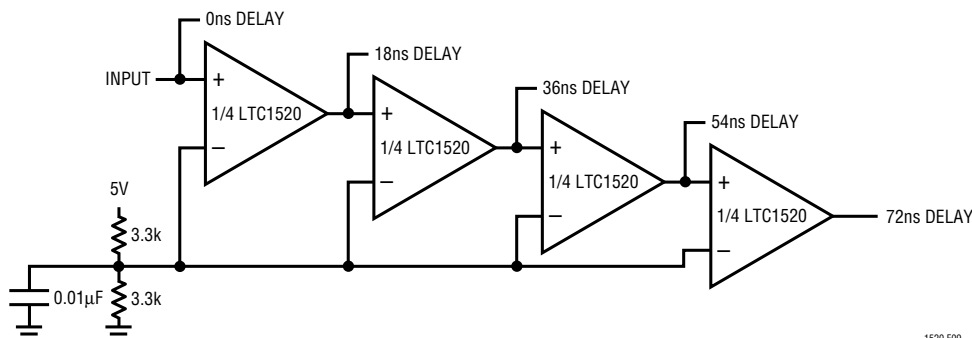 0ns DELAY
INPUT
+
1/4 LTC1520
−
18ns DELAY
+
1/4 LTC1520
−
36ns DELAY
+
1/4 LTC1520
−
54ns DELAY
+
1/4 LTC1520
−
72ns DELAY
5V
3.3k
0.01µF
3.3k